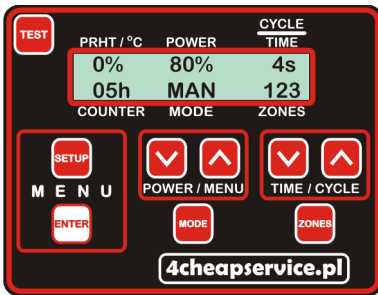 TEST
CYCLE
PRHT / °C POWER TIME
0% 80% 4s
05h MAN 123
COUNTER MODE ZONES
SETUP
MENU
ENTER
POWER / MENU
TIME / CYCLE
MODE
ZONES
4cheapservice.pl